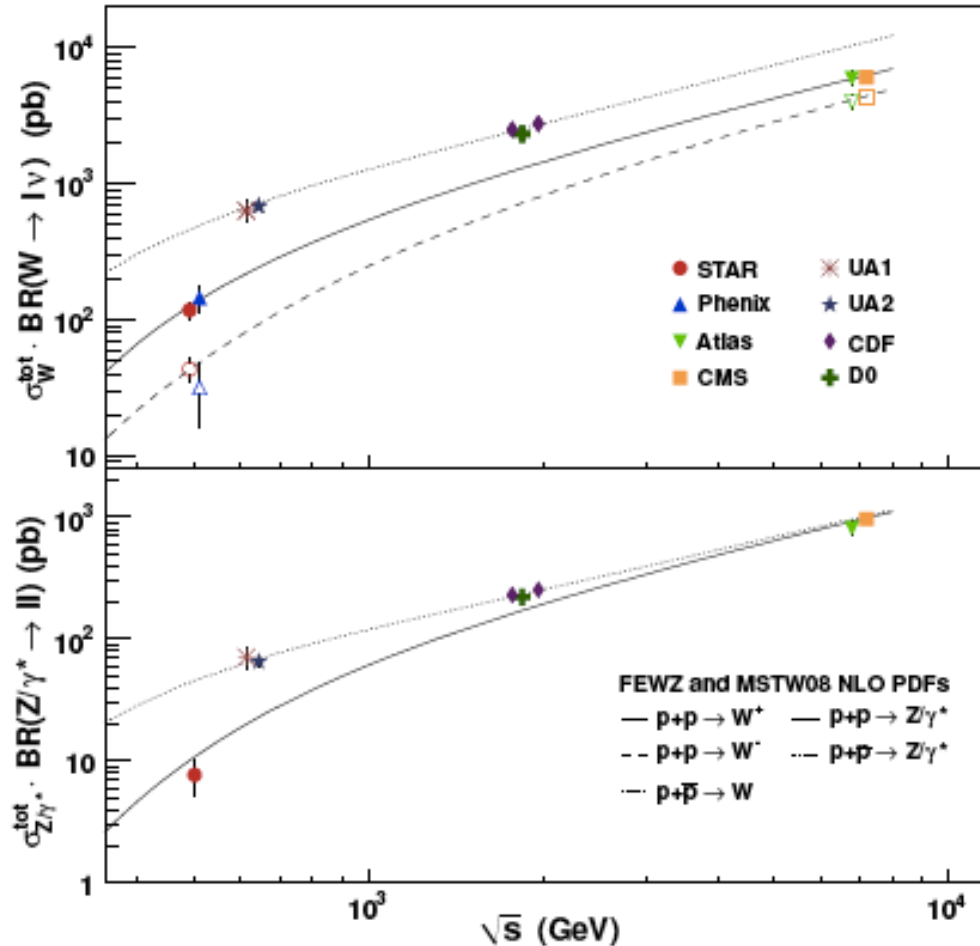 σ_W^tot · BR(W → l ν) (pb)
10⁴
10³
10²
10
STAR
UA1
Phenix
UA2
Atlas
CDF
CMS
D0
σ_Z/γ*^tot · BR(Z/γ* → ll) (pb)
10³
10²
10
1
FEWZ and MSTW08 NLO PDFs
p+p → W⁺
p+p → Z/γ*
p+p → W⁻
p+p̅ → Z/γ*
p+p̅ → W
10³
10⁴
√s (GeV)